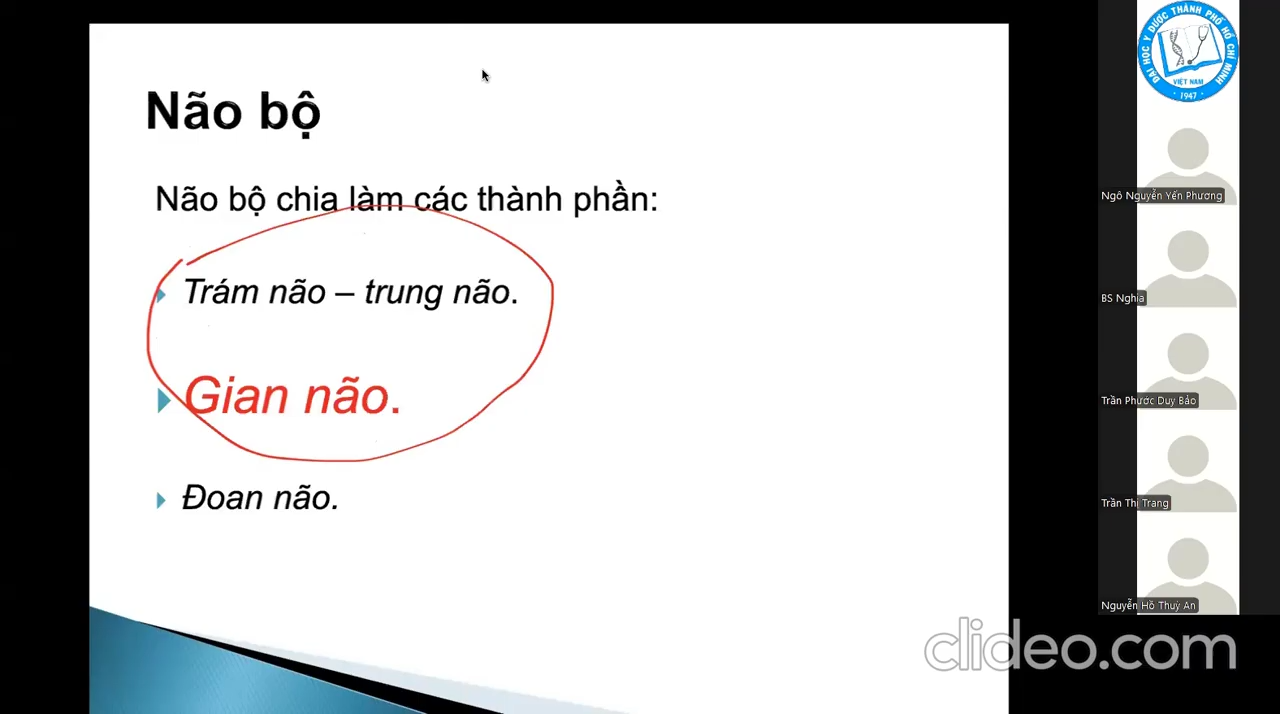 Não bộ
Não bộ chia làm các thành phần:
Trám não – trung não.
Gian não.
Đoan não.
ĐẠI HỌC Y DƯỢC THÀNH PHỐ HỒ CHÍ MINH
VIỆT NAM
1947
Ngô Nguyễn Yến Phương
BS Nghia
Trần Phước Duy Bảo
Trần Thị Trang
Nguyễn Hồ Thuỳ An
clideo.com